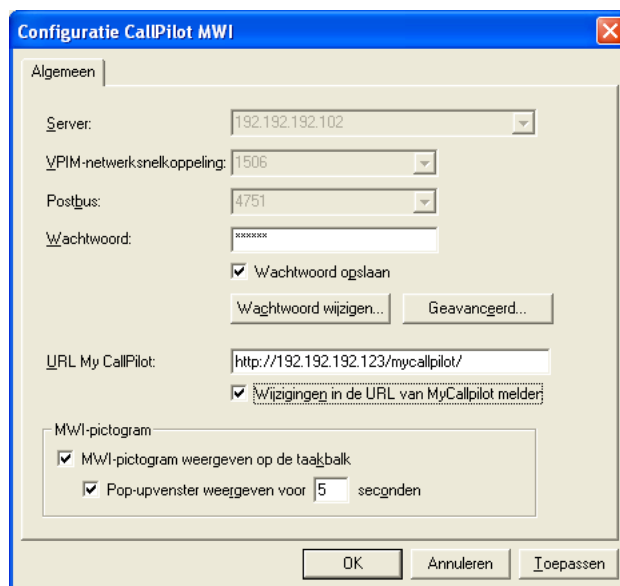 Configuratie CallPilot MWI
Algemeen
Server: 192.192.192.102
VPIM-netwerksnelkoppeling: 1506
Postbus: 4751
Wachtwoord: ******
Wachtwoord opslaan
Wachtwoord wijzigen... Geavanceerd...
URL My CallPilot: http://192.192.192.123/mycallpilot/
Wijzigingen in de URL van MyCallpilot melder
MWI-pictogram
MWI-pictogram weergeven op de taakbalk
Pop-upvenster weergeven voor 5 seconden
OK Annuleren Toepassen